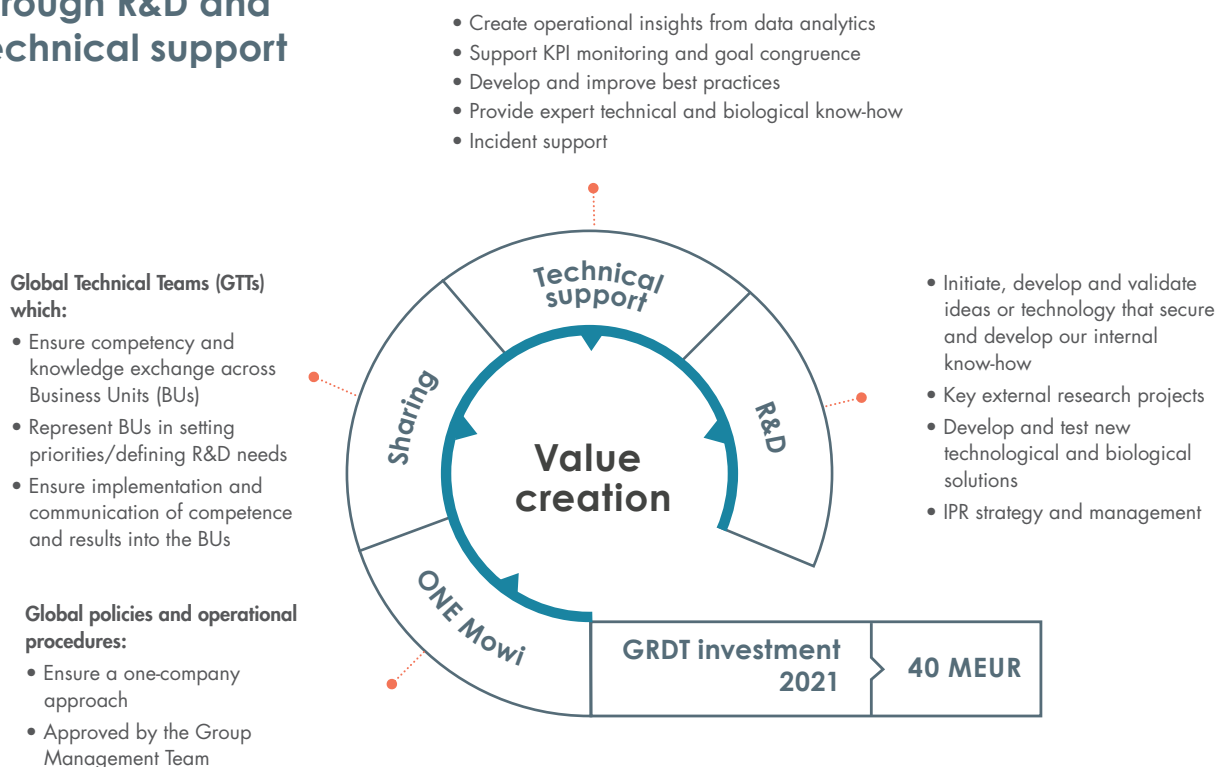 rough R&D and
echnical support
• Create operational insights from data analytics
• Support KPI monitoring and goal congruence
• Develop and improve best practices
• Provide expert technical and biological know-how
• Incident support
Global Technical Teams (GTTs)
which:
• Ensure competency and
knowledge exchange across
Business Units (BUs)
• Represent BUs in setting
priorities/defining R&D needs
• Ensure implementation and
communication of competence
and results into the BUs
Global policies and operational
procedures:
• Ensure a one-company
approach
• Approved by the Group
Management Team
Technical
support
Sharing
R&D
ONE Mowi
Value
creation
GRDT investment
2021
40 MEUR
• Initiate, develop and validate
ideas or technology that secure
and develop our internal
know-how
• Key external research projects
• Develop and test new
technological and biological
solutions
• IPR strategy and management